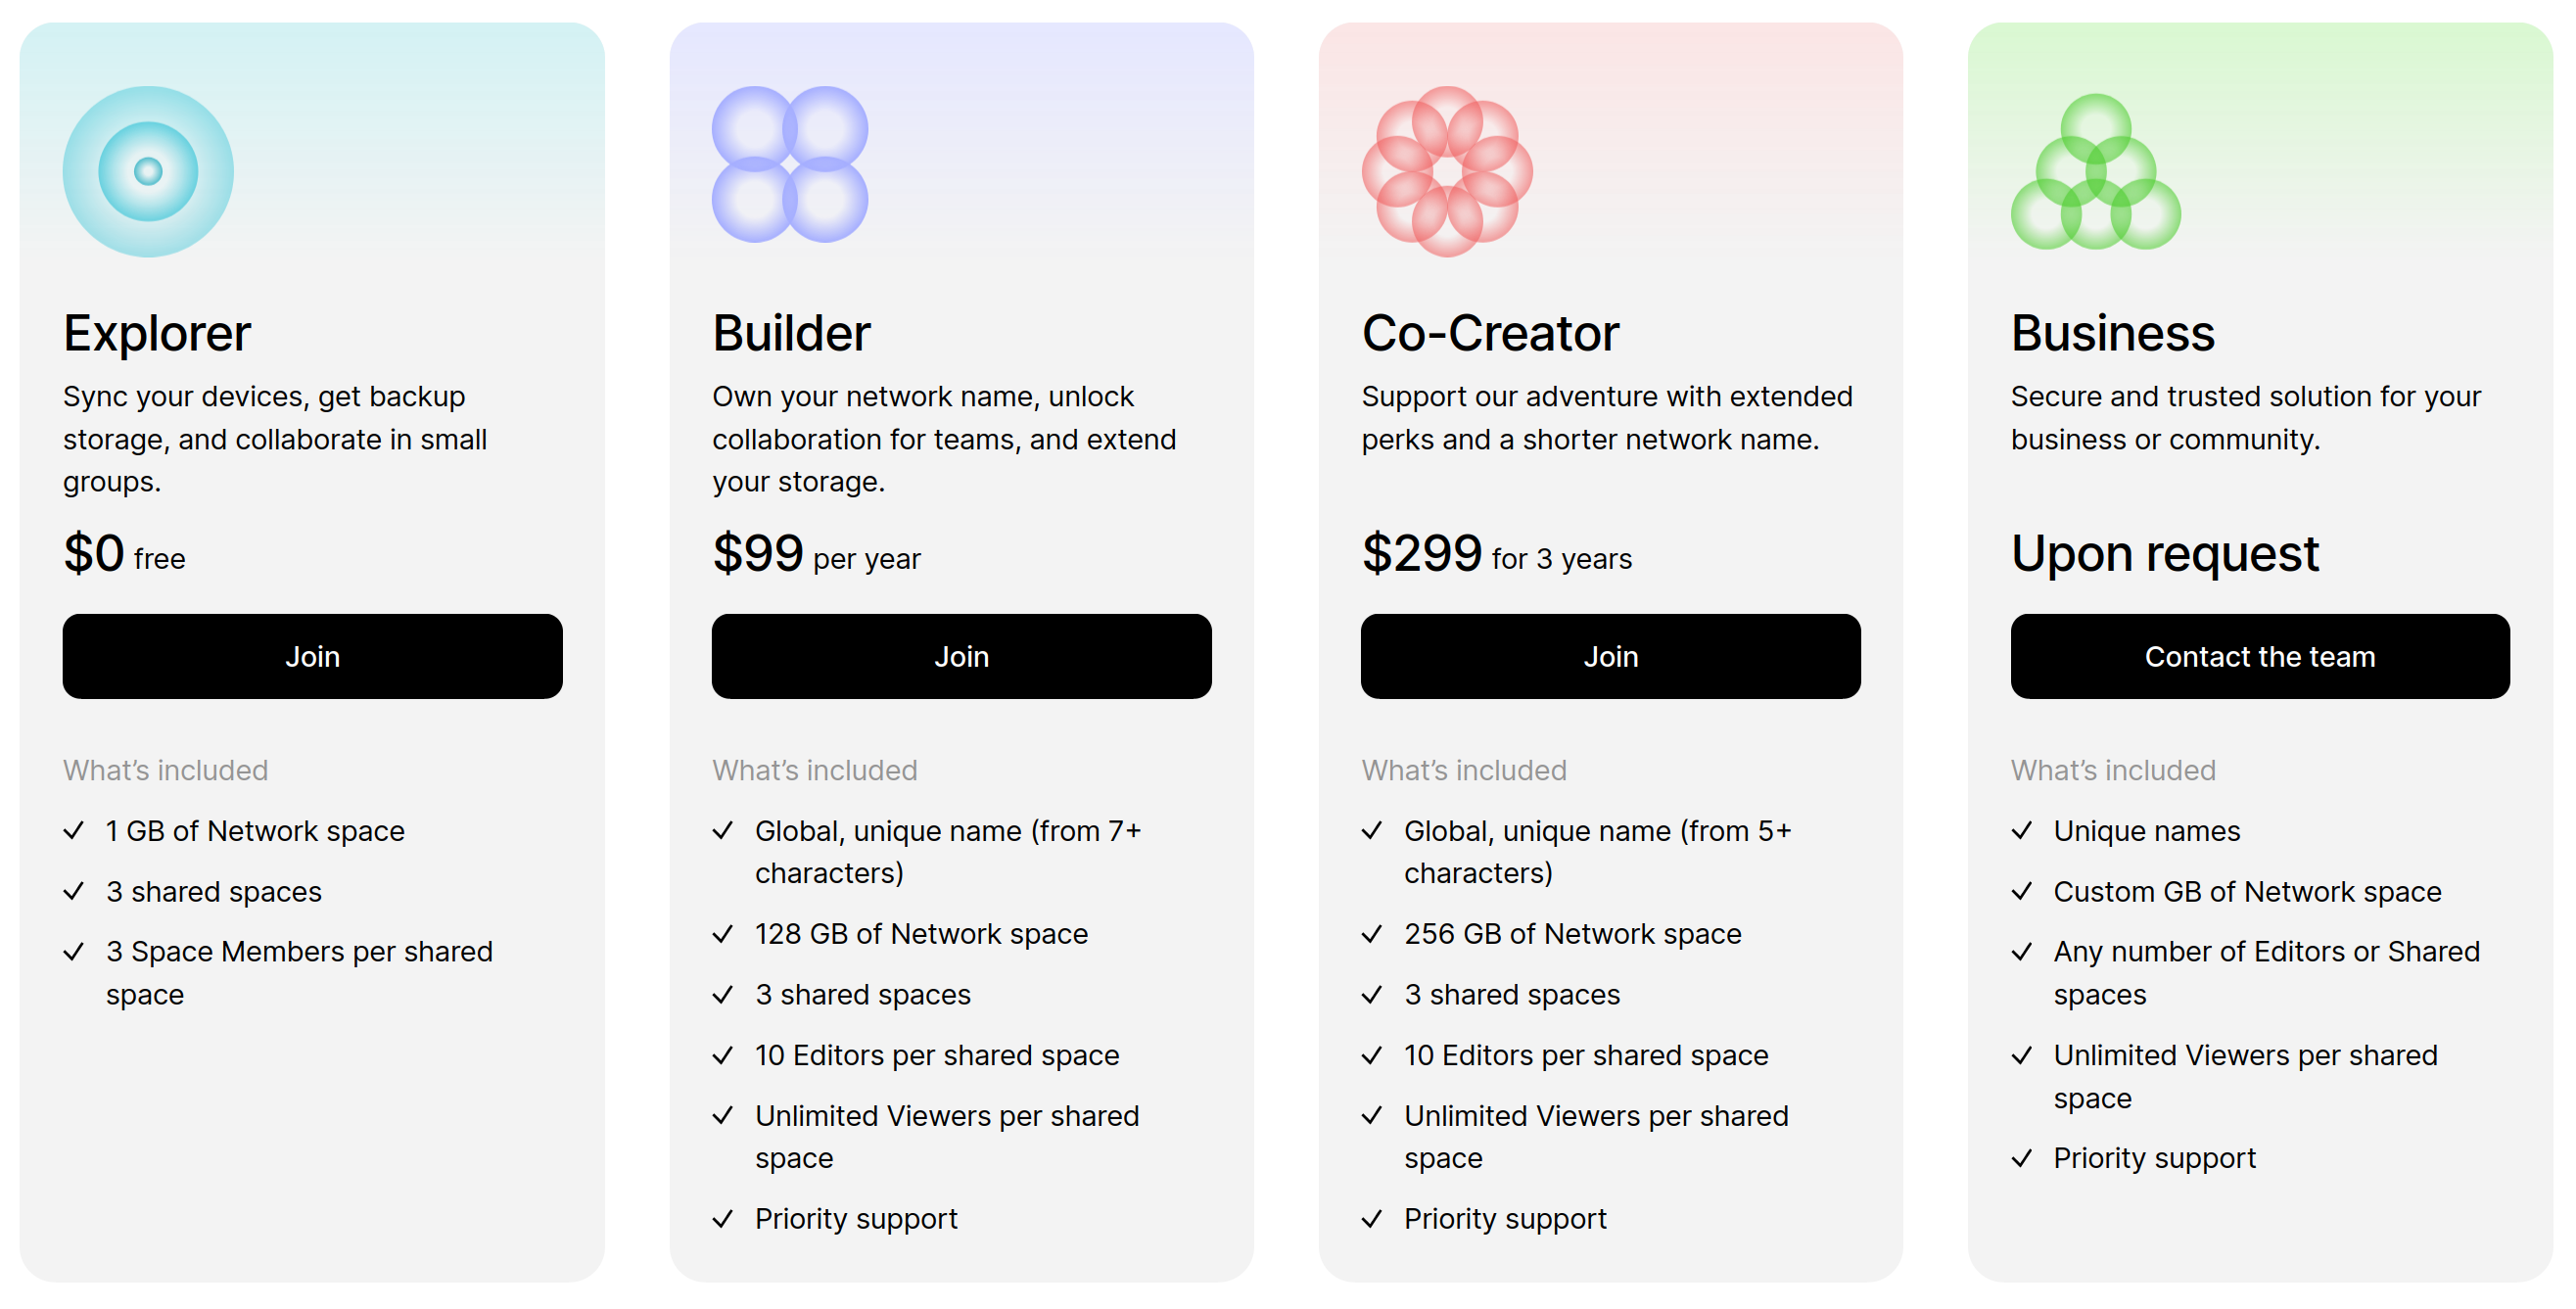 Explorer
Sync your devices, get backup
storage, and collaborate in small
groups.
$0 free
Join
What’s included
1 GB of Network space
3 shared spaces
3 Space Members per shared
space
Builder
Own your network name, unlock
collaboration for teams, and extend
your storage.
$99 per year
Join
What’s included
Global, unique name (from 7+
characters)
128 GB of Network space
3 shared spaces
10 Editors per shared space
Unlimited Viewers per shared
space
Priority support
Co-Creator
Support our adventure with extended
perks and a shorter network name.
$299 for 3 years
Join
What’s included
Global, unique name (from 5+
characters)
256 GB of Network space
3 shared spaces
10 Editors per shared space
Unlimited Viewers per shared
space
Priority support
Business
Secure and trusted solution for your
business or community.
Upon request
Contact the team
What’s included
Unique names
Custom GB of Network space
Any number of Editors or Shared
spaces
Unlimited Viewers per shared
space
Priority support